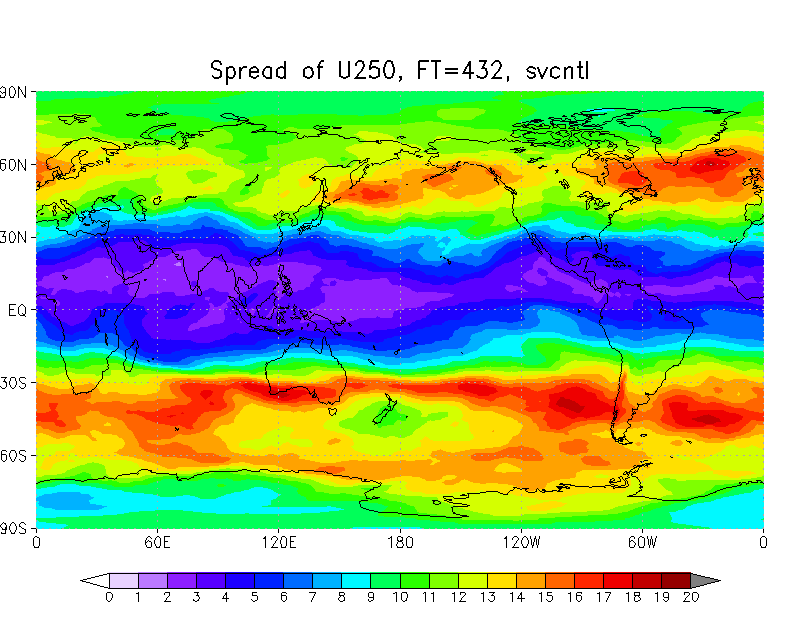 Spread of U250, FT=432, svcntl
90N
60N
30N
EQ
30S
60S
90S
0 60E 120E 180 120W 60W 0
0 1 2 3 4 5 6 7 8 9 10 11 12 13 14 15 16 17 18 19 20